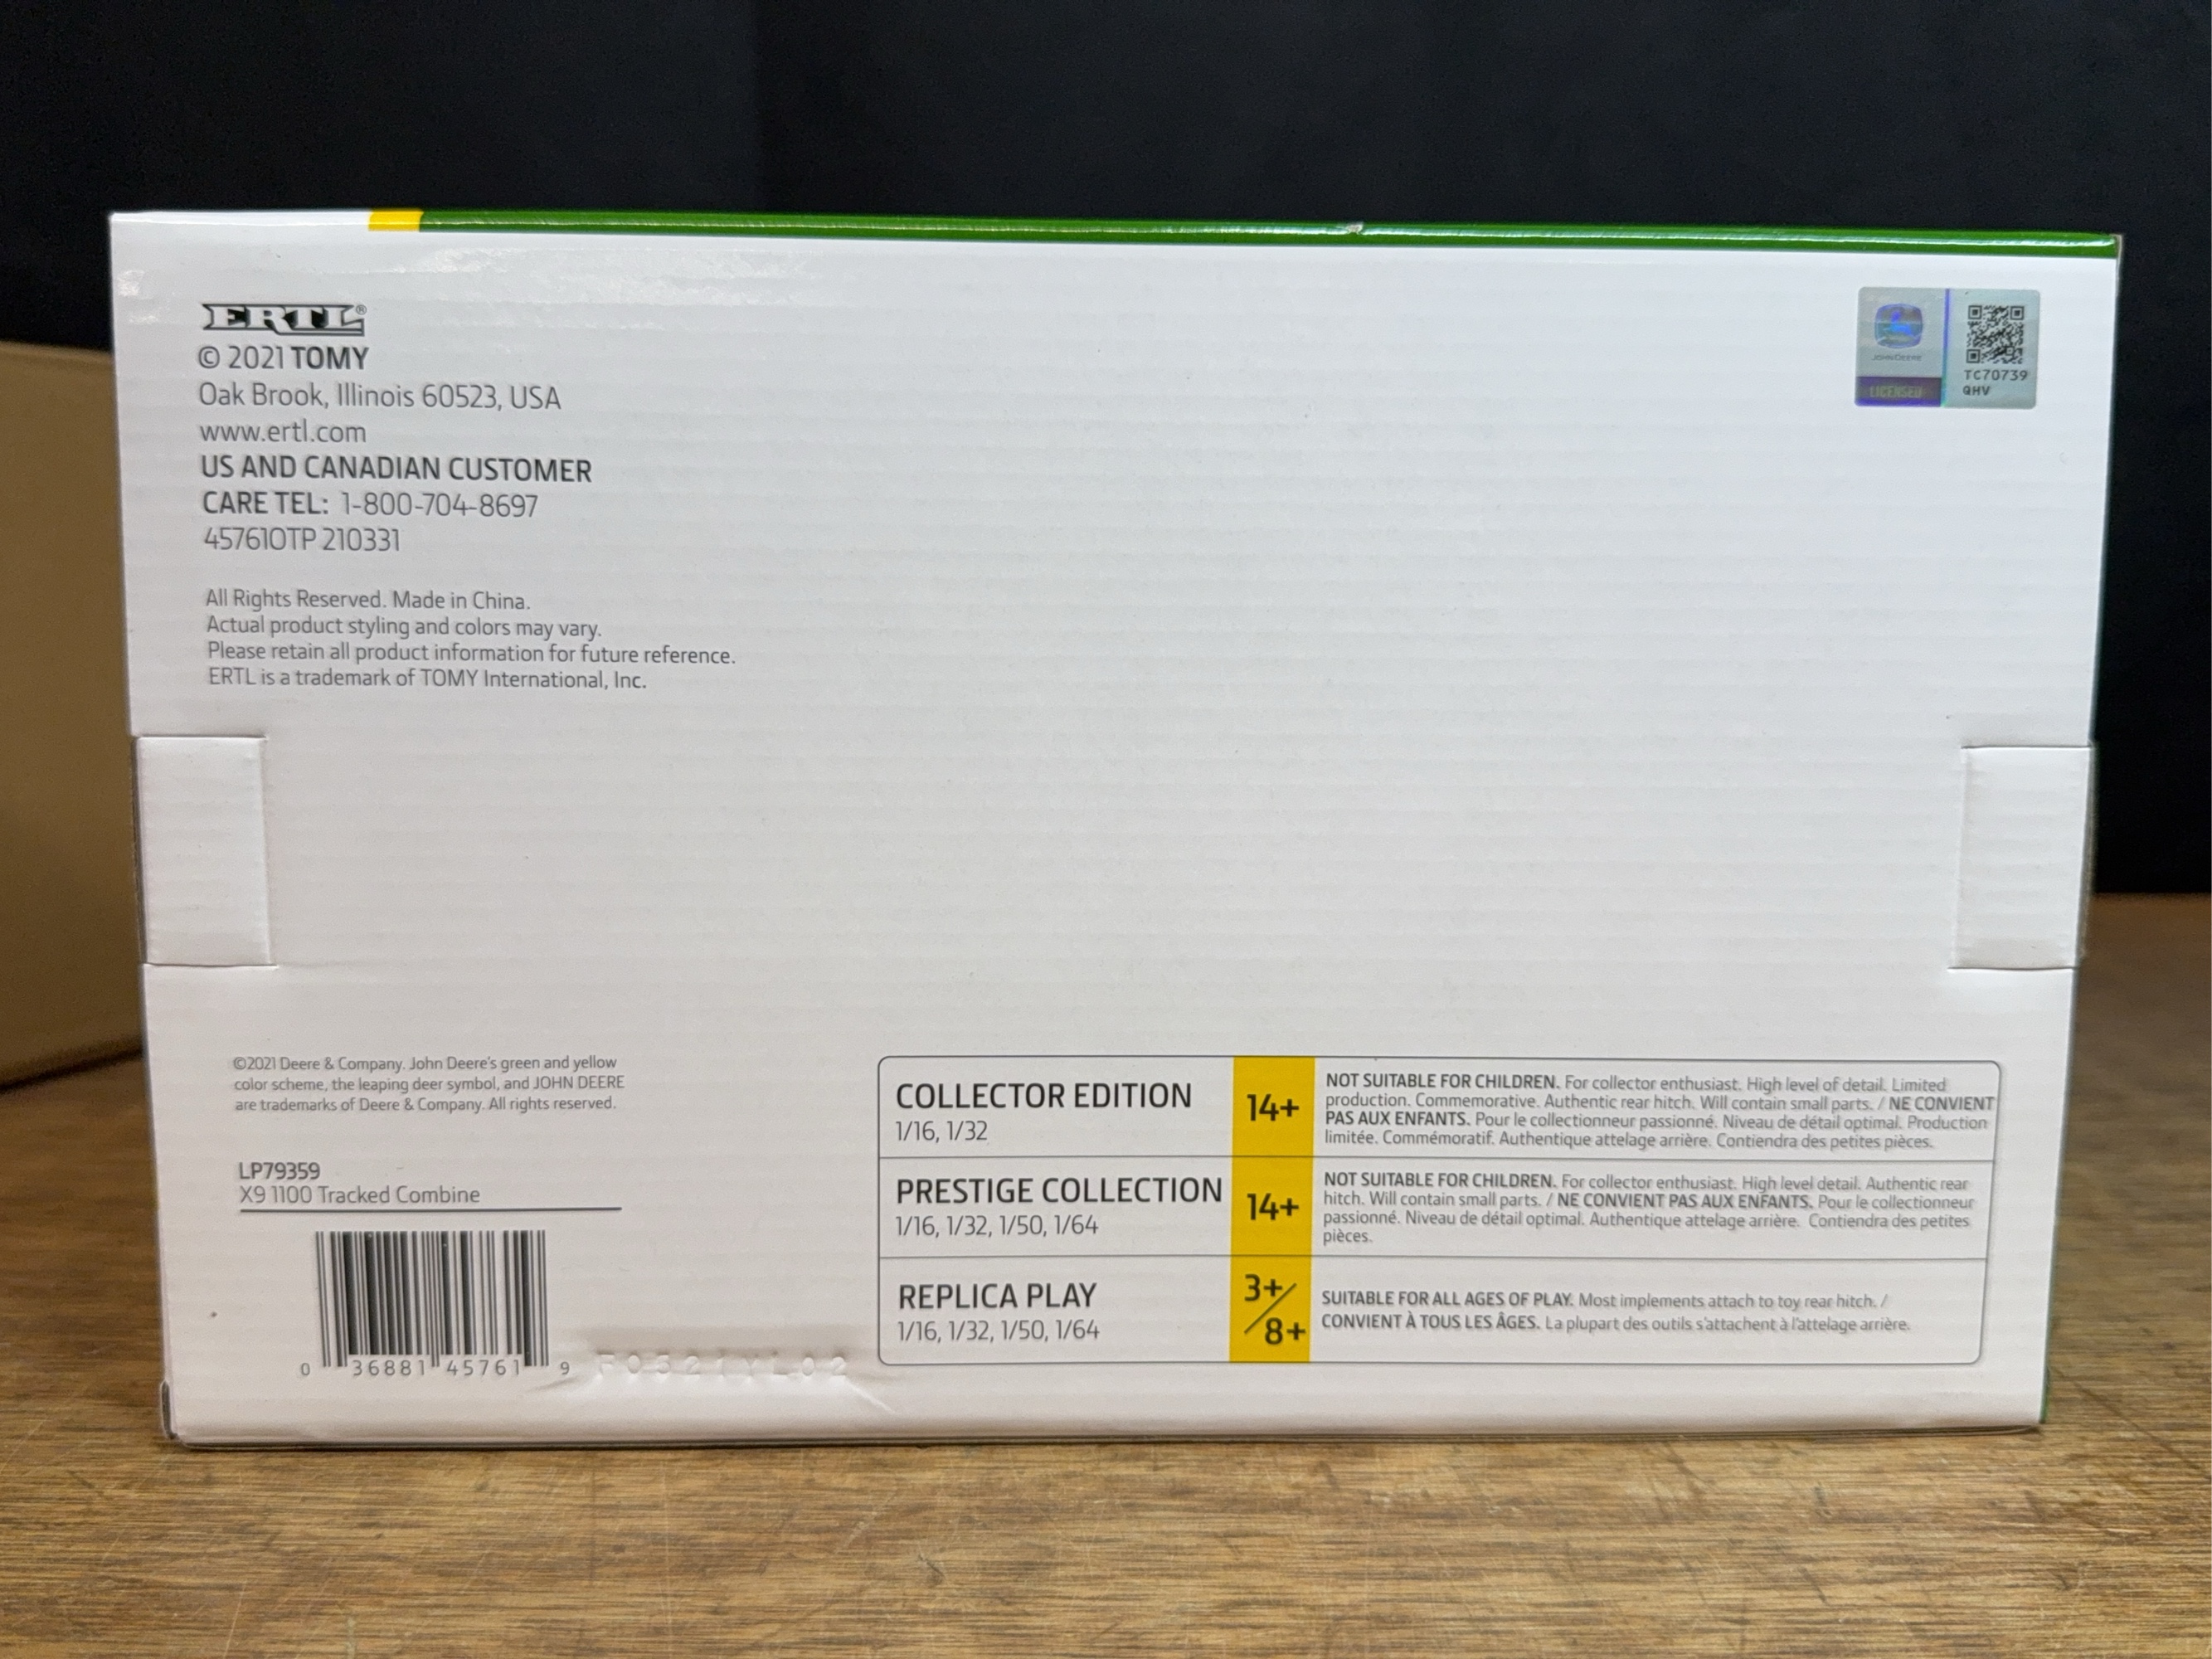 ERTL®
© 2021 TOMY
Oak Brook, Illinois 60523, USA
www.ertl.com
US AND CANADIAN CUSTOMER
CARE TEL: 1-800-704-8697
45761OTP 210331
All Rights Reserved. Made in China.
Actual product styling and colors may vary.
Please retain all product information for future reference.
ERTL is a trademark of TOMY International, Inc.
JOHN DEERE
LICENSED
TC70739
QHV
©2021 Deere & Company. John Deere's green and yellow
color scheme, the leaping deer symbol, and JOHN DEERE
are trademarks of Deere & Company. All rights reserved.
LP79359
X9 1100 Tracked Combine
0 36881 45761 9
COLLECTOR EDITION
1/16, 1/32
14+
NOT SUITABLE FOR CHILDREN. For collector enthusiast. High level of detail. Limited
production. Commemorative. Authentic rear hitch. Will contain small parts. / NE CONVIENT
PAS AUX ENFANTS. Pour le collectionneur passionné. Niveau de détail optimal. Production
limitée. Commémoratif. Authentique attelage arrière. Contiendra des petites pièces.
PRESTIGE COLLECTION
1/16, 1/32, 1/50, 1/64
14+
NOT SUITABLE FOR CHILDREN. For collector enthusiast. High level detail. Authentic rear
hitch. Will contain small parts. / NE CONVIENT PAS AUX ENFANTS. Pour le collectionneur
passionné. Niveau de détail optimal. Authentique attelage arrière. Contiendra des petites
pièces.
REPLICA PLAY
1/16, 1/32, 1/50, 1/64
3+/
8+
SUITABLE FOR ALL AGES OF PLAY. Most implements attach to toy rear hitch. /
CONVIENT À TOUS LES ÂGES. La plupart des outils s'attachent à l'attelage arrière.